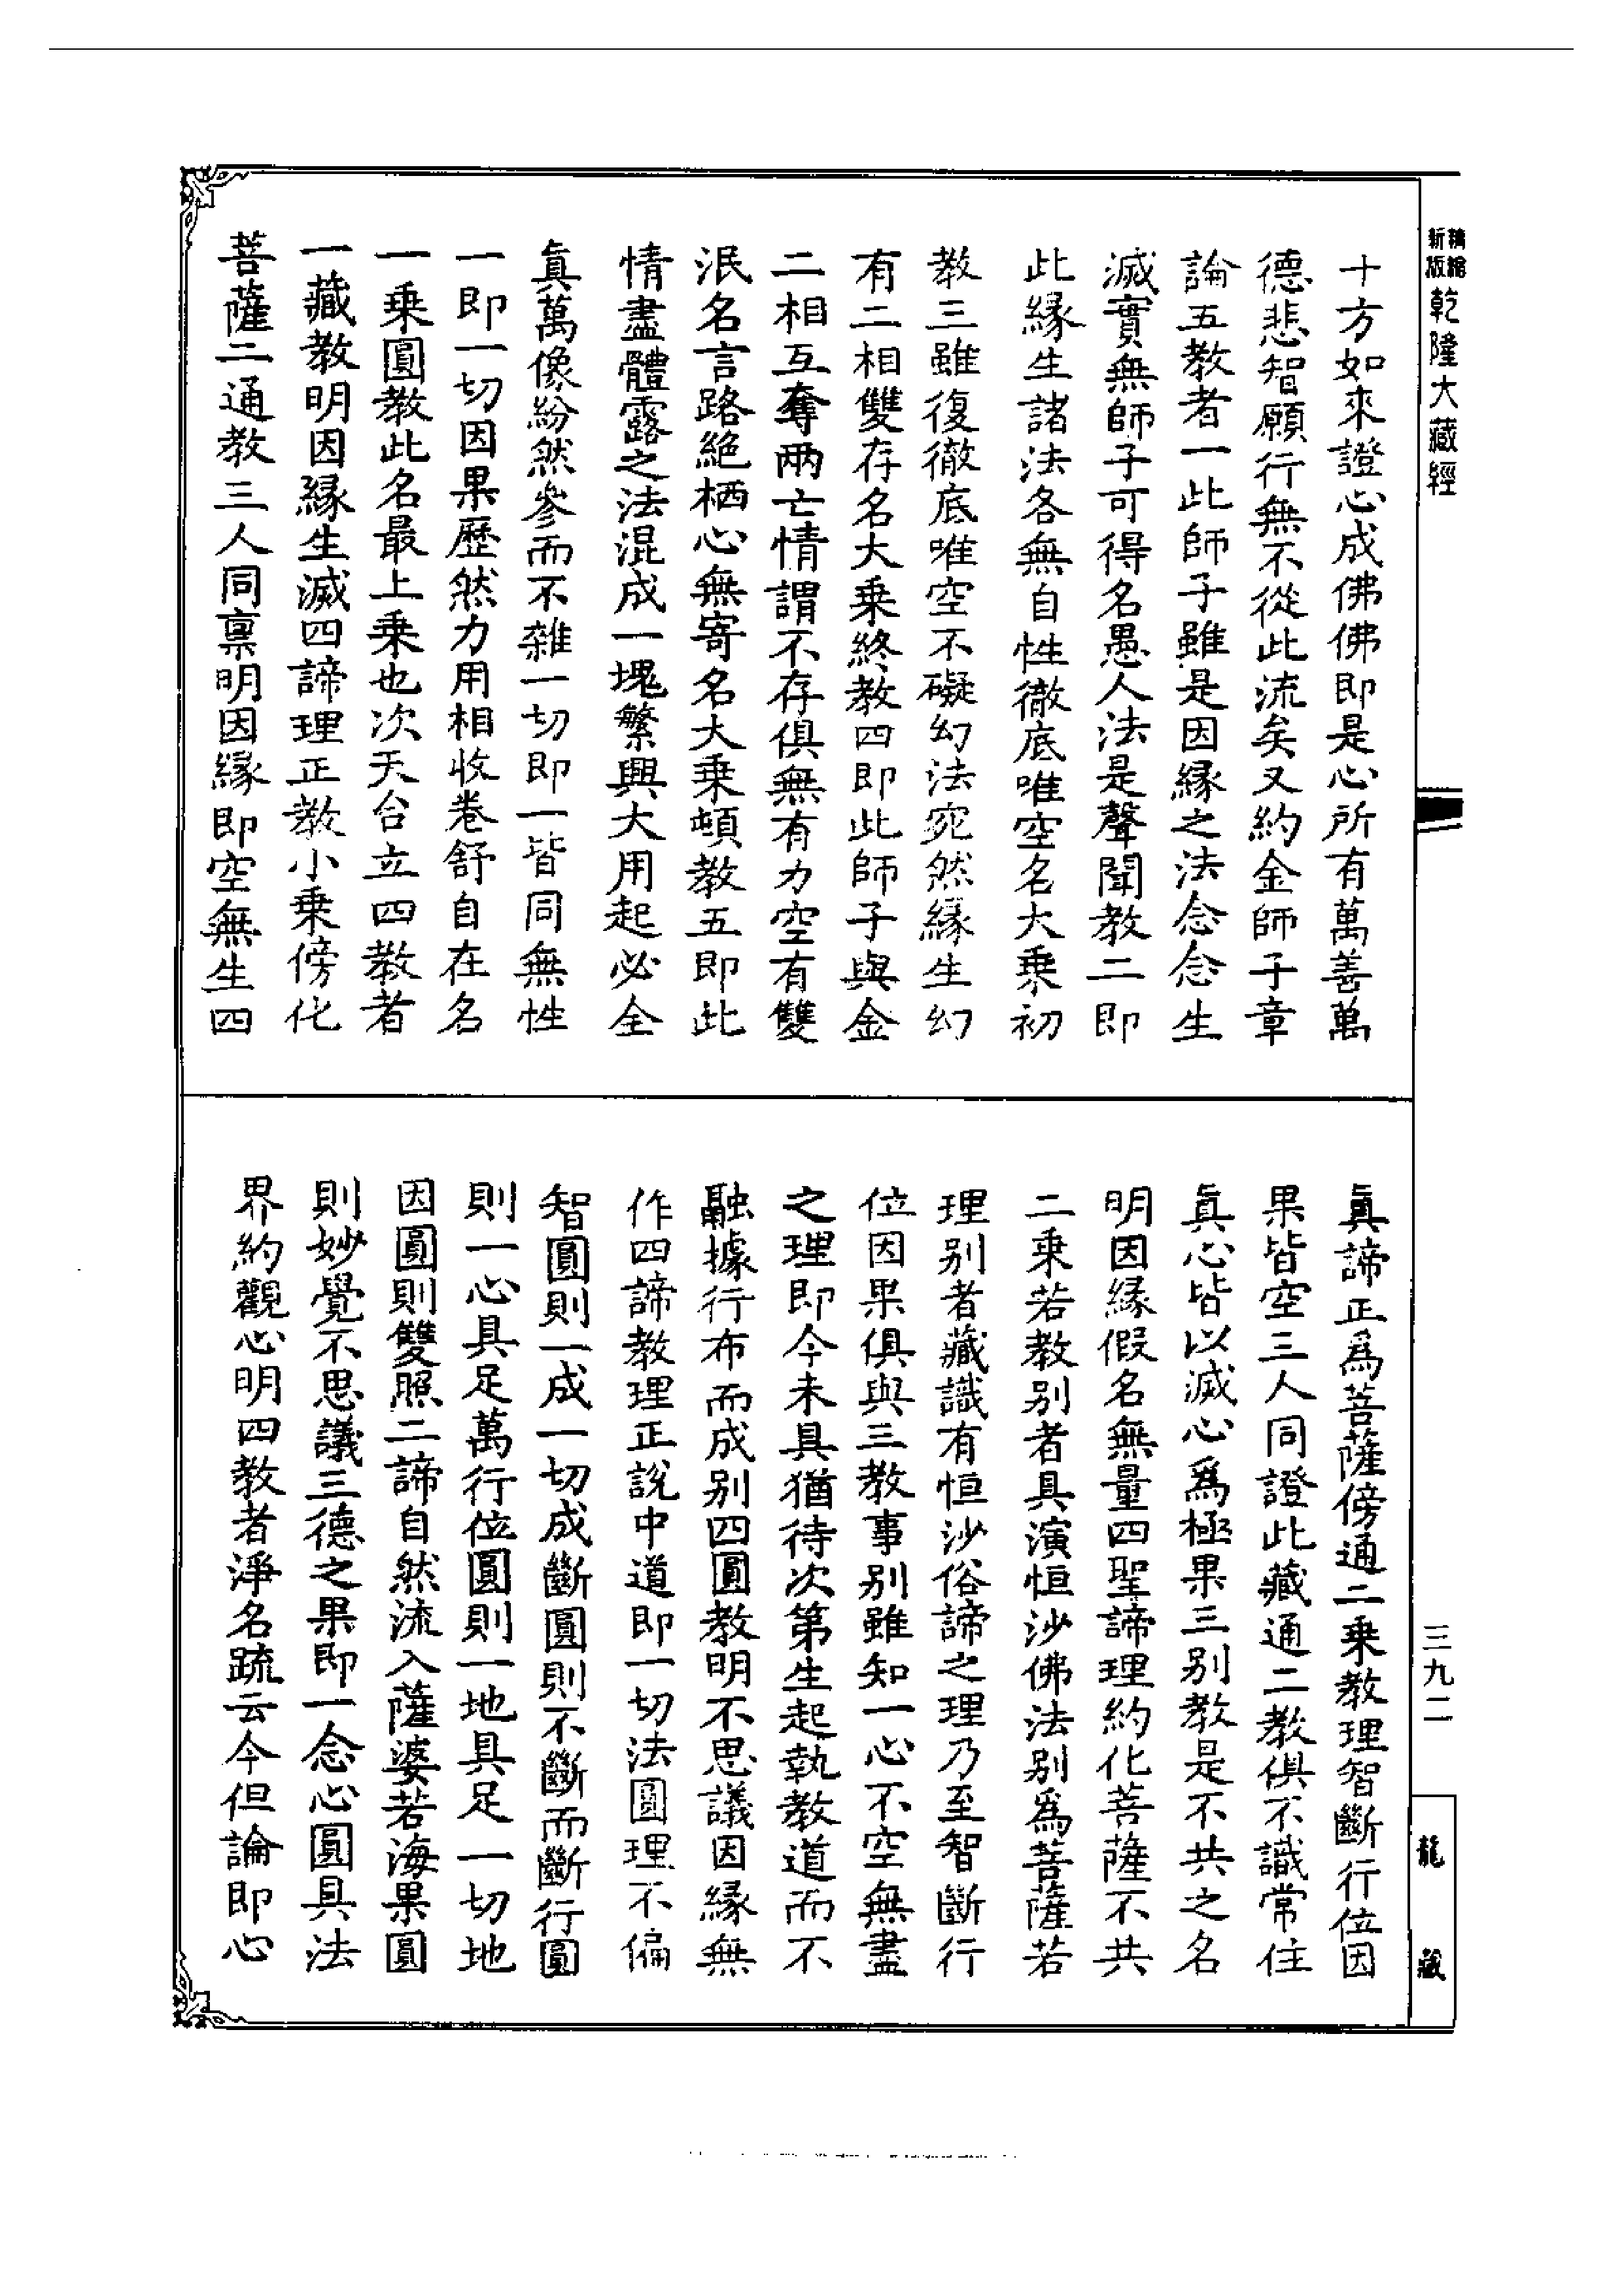 新版精縮乾隆大藏經
十方如來證心成佛佛即是心所有萬善萬
德悲智願行無不從此流矣又約金師子章
論五教者一此師子雖是因緣之法念念生
滅實無師子可得名愚人法是聲聞教二即
此緣生諸法各無自性徹底唯空名大乘初
教三雖復徹底唯空不礙幻法宛然緣生幻
有二相雙存名大乘終教四即此師子與金
二相互奪兩亡情謂不存俱無有力空有雙
泯名言路絕栖心無寄名大乘頓教五即此
情盡體露之法混成一塊繁興大用起必全
真萬像紛然參而不雜一切即一皆同無性
一即一切因果歷然力用相收卷舒自在名
一乘圓教此名最上乘也次天台立四教者
一藏教明因緣生滅四諦理正教小乘傍化
菩薩二通教三人同稟明因緣即空無生四
真諦正爲菩薩傍通二乘教理智斷行位因
果皆空三人同證此藏通二教俱不識常住
真心皆以滅心爲極果三別教是不共之名
明因緣假名無量四聖諦理約化菩薩不共
二乘若教別者具演恒沙佛法別爲菩薩若
理別者藏識有恒沙俗諦之理乃至智斷行
位因果俱與三教事別雖知一心不空無盡
之理即今未具猶待次第生起執教道而不
融據行布而成別四圓教明不思議因緣無
作四諦教理正說中道即一切法圓理不偏
智圓則一成一切成斷圓則不斷而斷行圓
則一心具足萬行位圓則一地具足一切地
因圓則雙照二諦自然流入薩婆若海果圓
則妙覺不思議三德之果即一念心圓具法
界約觀心明四教者淨名疏云今但論即心
三九二
龍藏